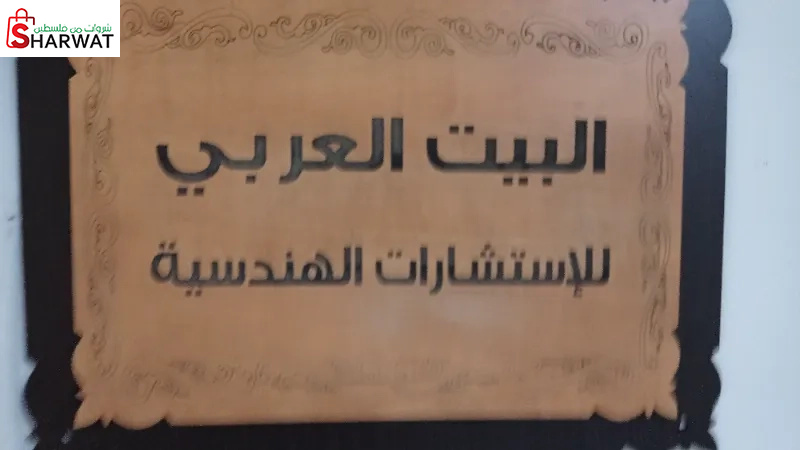 شروات من فلسطين
SHARWAT
البيت العربي
للإستشارات الهندسية